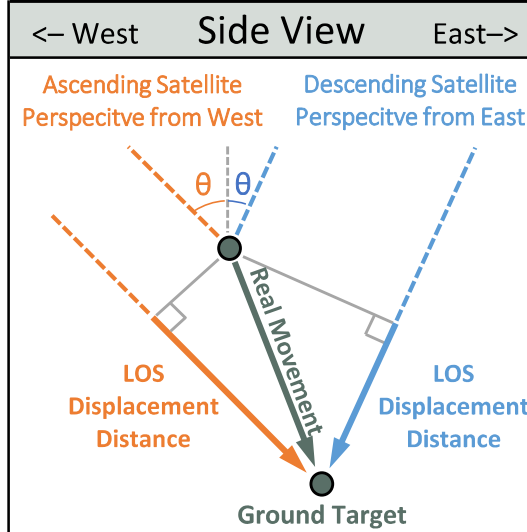 <– West Side View East–>
Ascending Satellite
Perspecitve from West
Descending Satellite
Perspecitve from East
θ θ
Real Movement
LOS
Displacement
Distance
LOS
Displacement
Distance
Ground Target